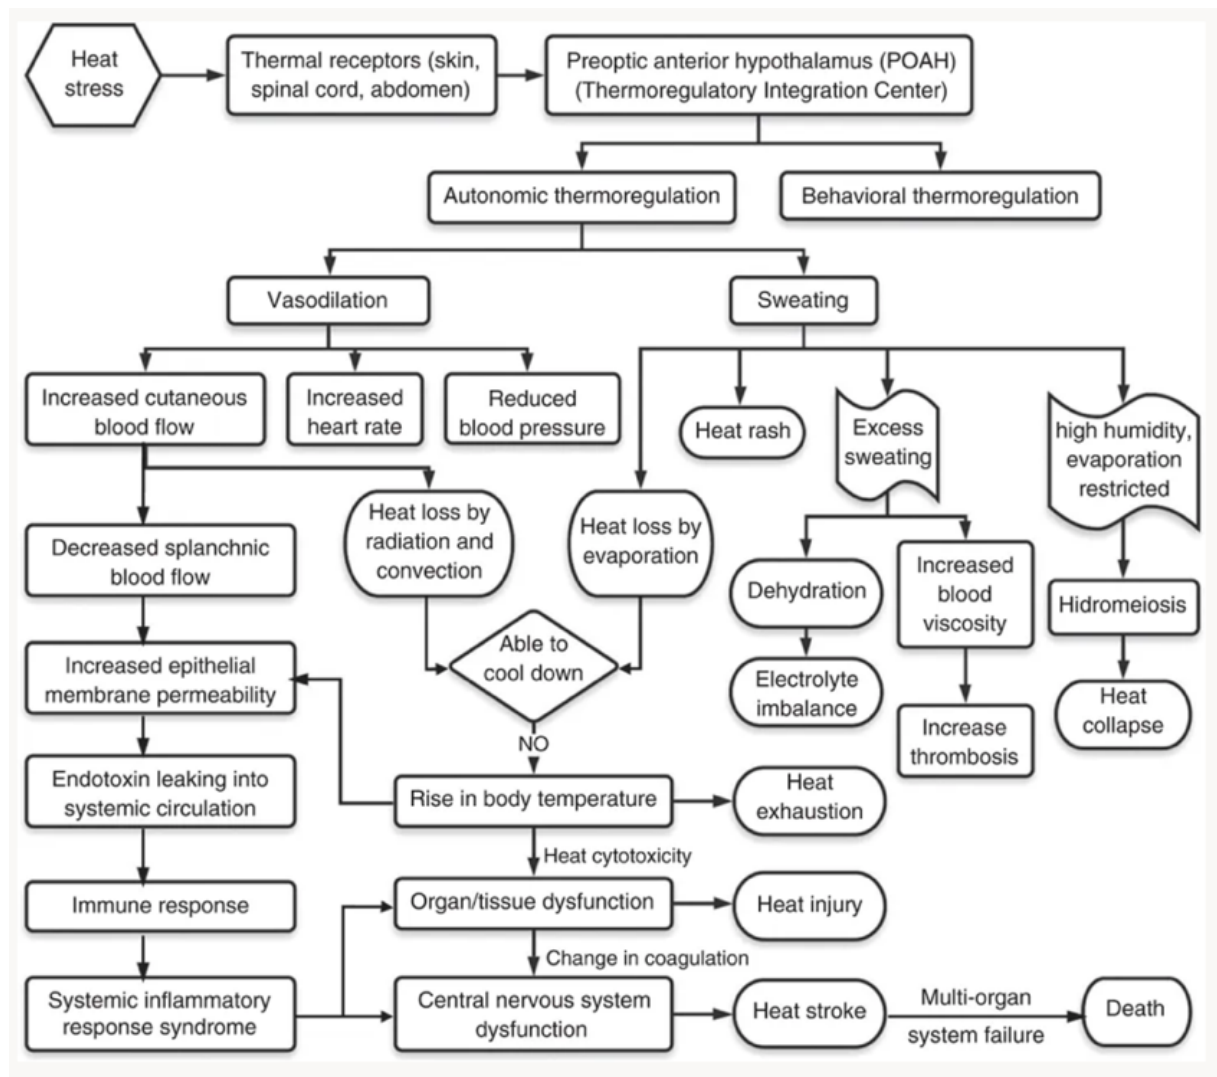 Heat
stress
Thermal receptors (skin,
spinal cord, abdomen)
Preoptic anterior hypothalamus (POAH)
(Thermoregulatory Integration Center)
Autonomic thermoregulation
Behavioral thermoregulation
Vasodilation
Sweating
Increased cutaneous
blood flow
Increased
heart rate
Reduced
blood pressure
Heat rash
Excess
sweating
high humidity,
evaporation
restricted
Decreased splanchnic
blood flow
Heat loss by
radiation and
convection
Heat loss by
evaporation
Dehydration
Increased
blood
viscosity
Hidromeiosis
Increased epithelial
membrane permeability
Able to
cool down
Electrolyte
imbalance
Increase
thrombosis
Heat
collapse
NO
Endotoxin leaking into
systemic circulation
Rise in body temperature
Heat
exhaustion
Heat cytotoxicity
Immune response
Organ/tissue dysfunction
Heat injury
Change in coagulation
Systemic inflammatory
response syndrome
Central nervous system
dysfunction
Heat stroke
Multi-organ
system failure
Death